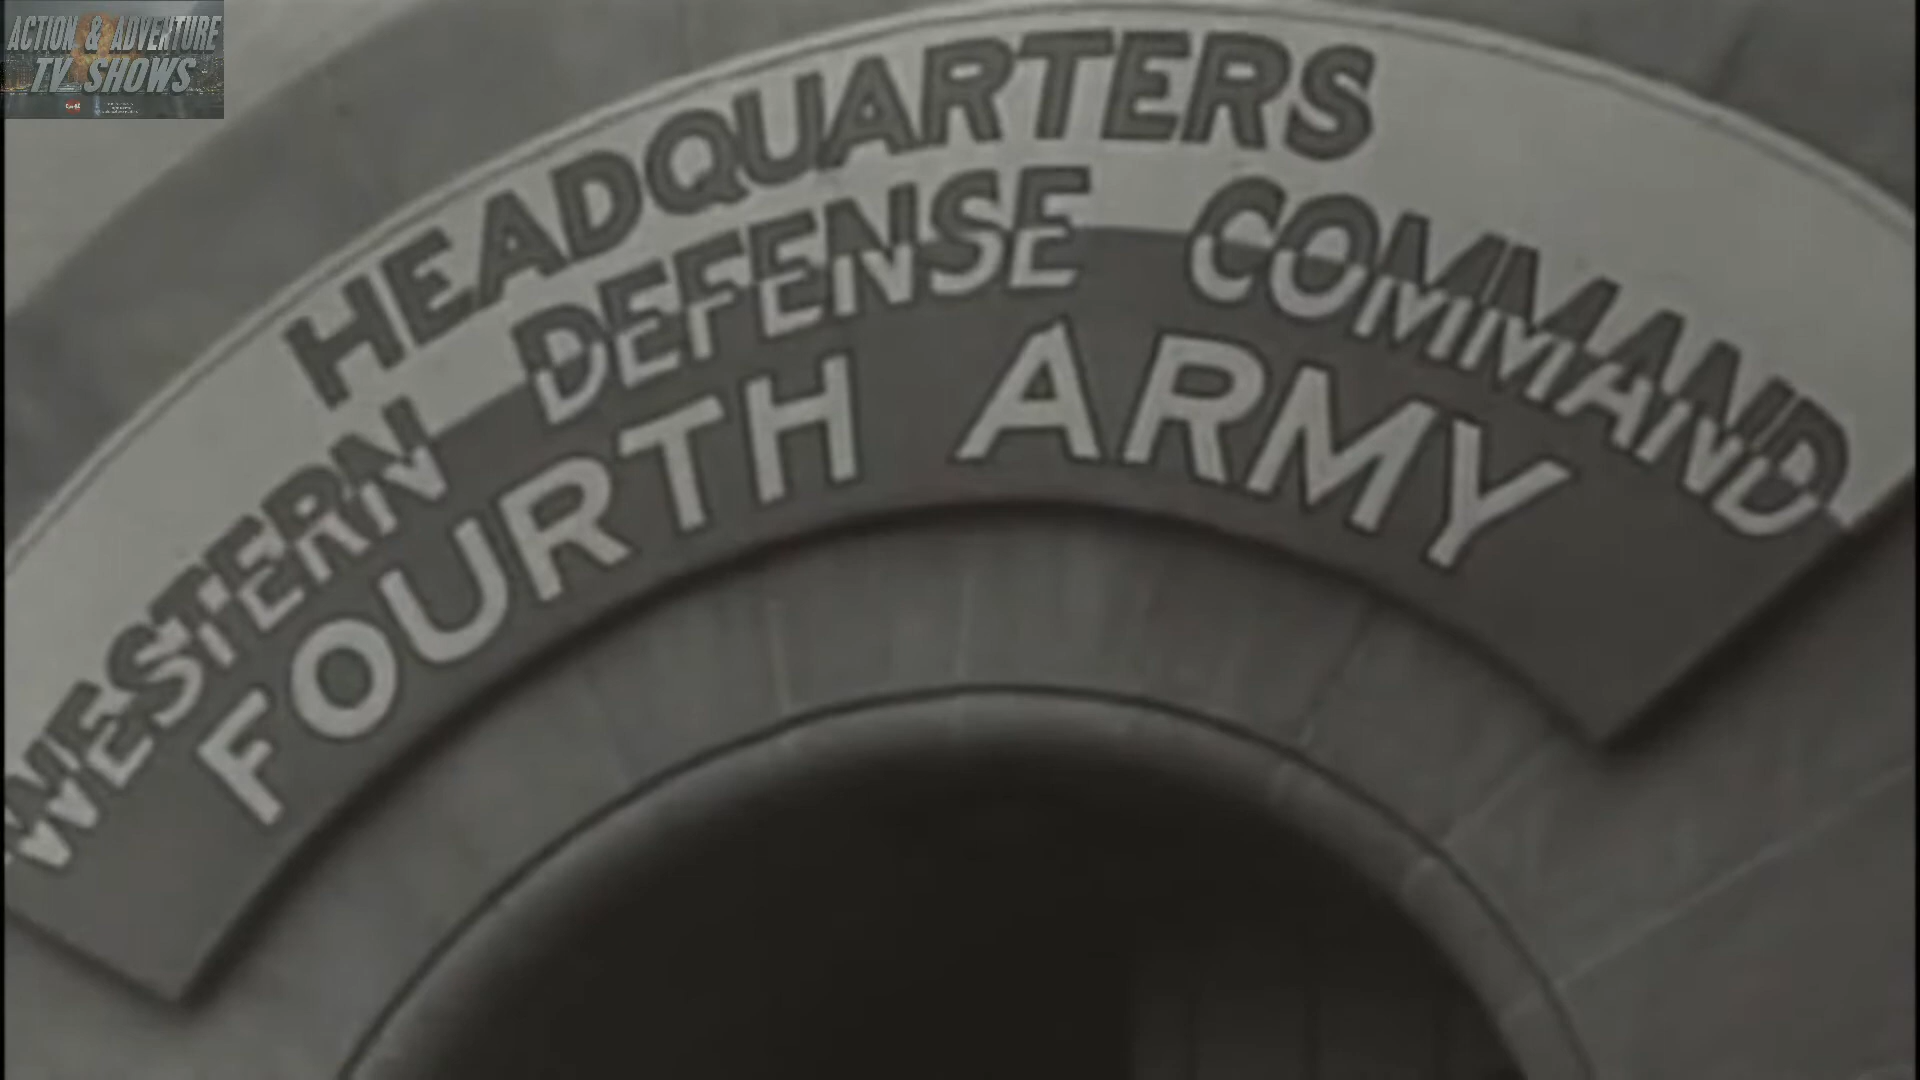 ACTION & ADVENTURE
TV SHOWS
HEADQUARTERS
WESTERN DEFENSE COMMAND
FOURTH ARMY